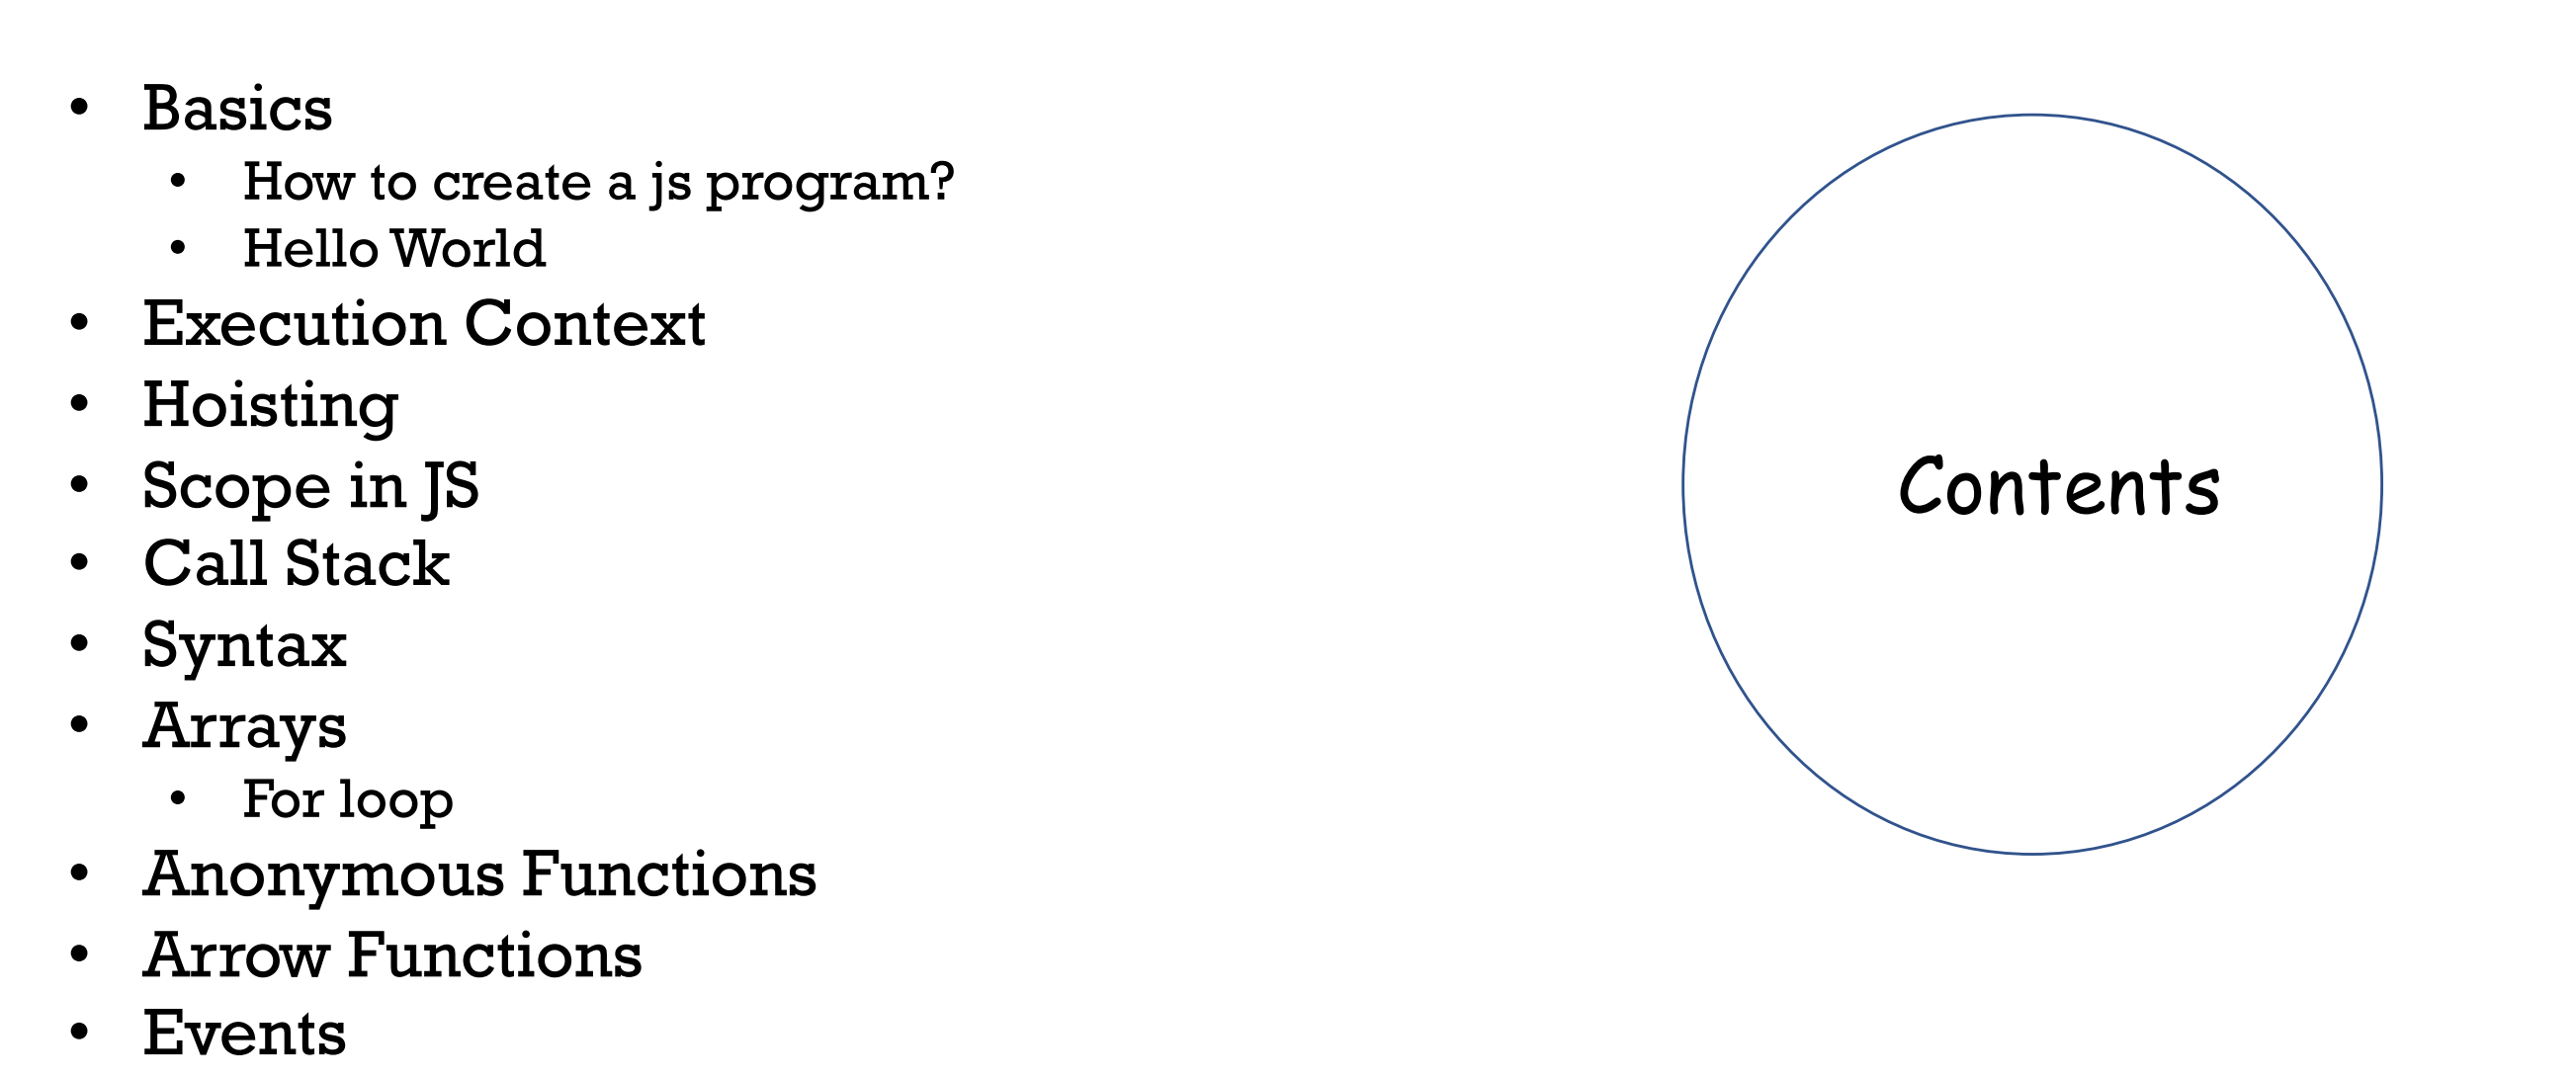 Basics
How to create a js program?
Hello World
Execution Context
Hoisting
Scope in JS
Call Stack
Syntax
Arrays
For loop
Anonymous Functions
Arrow Functions
Events
Contents